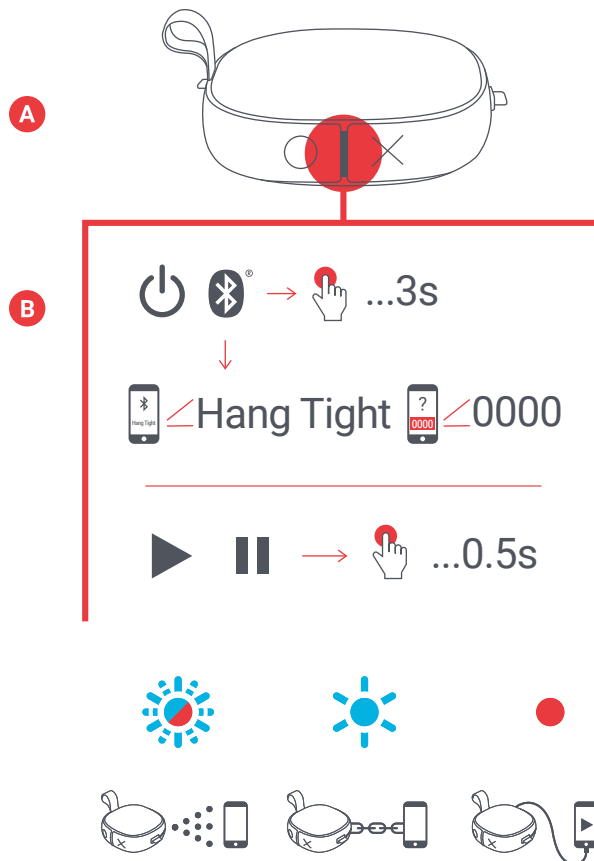 A
B
® ...3s
Hang Tight
Hang Tight
?
0000
0000
...0.5s